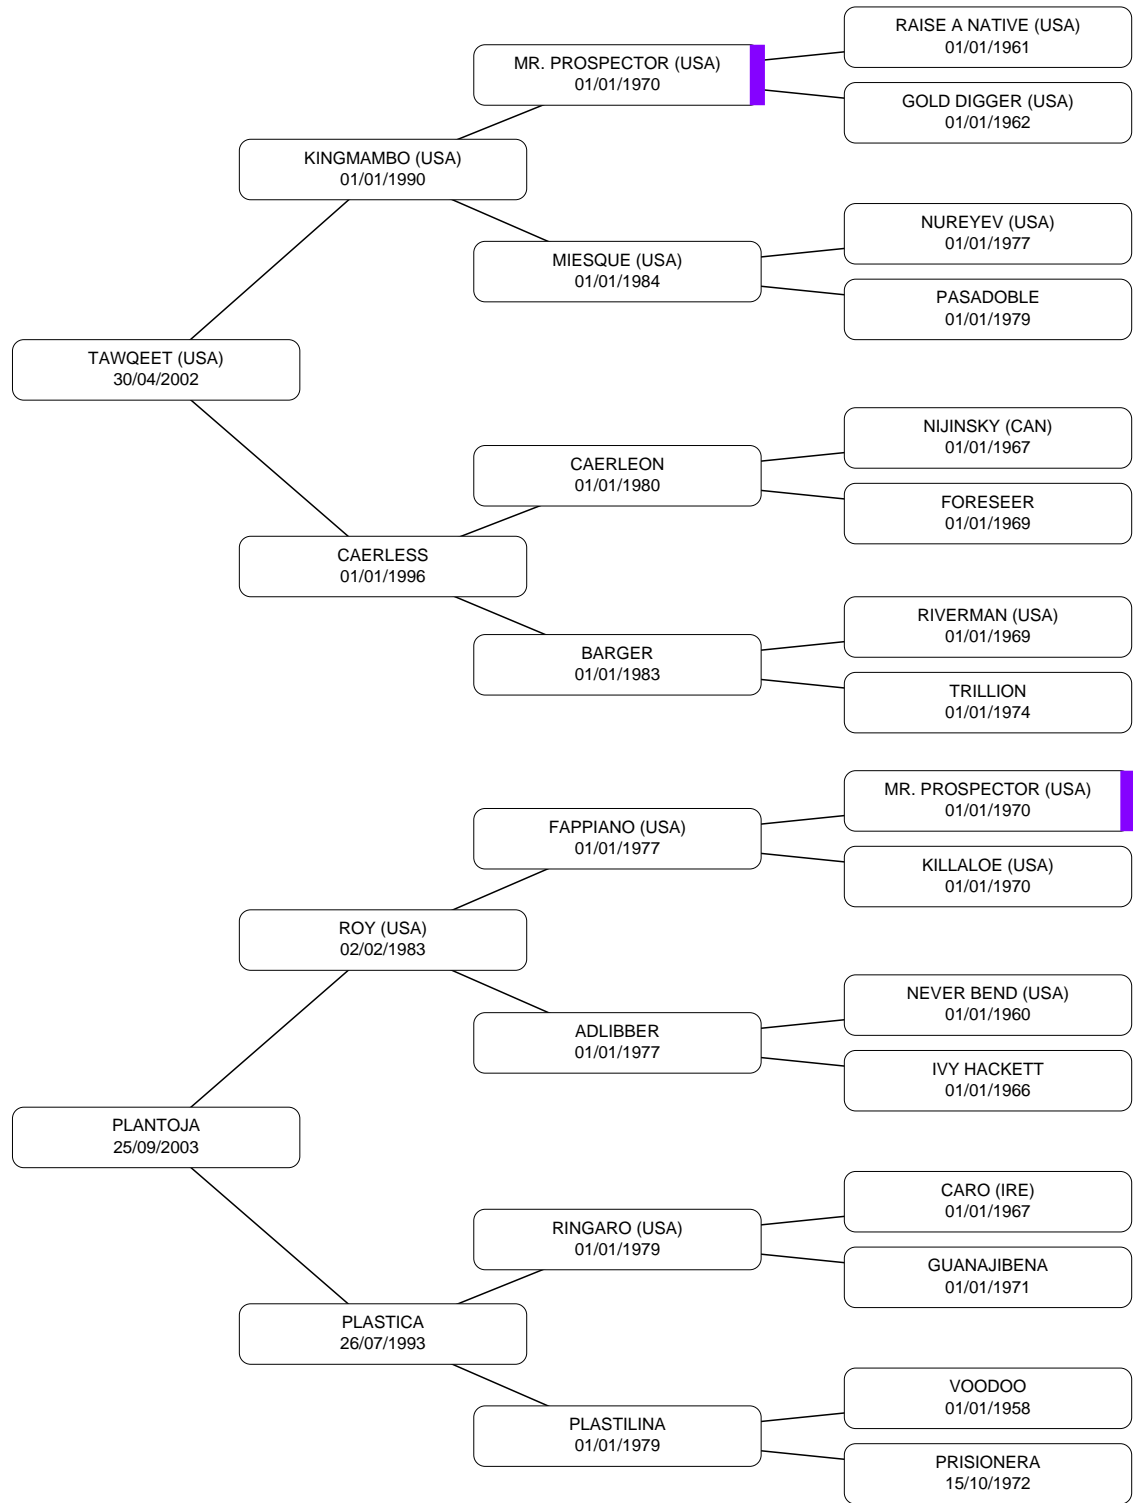 RAISE A NATIVE (USA)
01/01/1961
MR. PROSPECTOR (USA)
01/01/1970
GOLD DIGGER (USA)
01/01/1962
KINGMAMBO (USA)
01/01/1990
NUREYEV (USA)
01/01/1977
MIESQUE (USA)
01/01/1984
PASADOBLE
01/01/1979
TAWQEET (USA)
30/04/2002
NIJINSKY (CAN)
01/01/1967
CAERLEON
01/01/1980
FORESEER
01/01/1969
CAERLESS
01/01/1996
RIVERMAN (USA)
01/01/1969
BARGER
01/01/1983
TRILLION
01/01/1974
MR. PROSPECTOR (USA)
01/01/1970
FAPPIANO (USA)
01/01/1977
KILLALOE (USA)
01/01/1970
ROY (USA)
02/02/1983
NEVER BEND (USA)
01/01/1960
ADLIBBER
01/01/1977
IVY HACKETT
01/01/1966
PLANTOJA
25/09/2003
CARO (IRE)
01/01/1967
RINGARO (USA)
01/01/1979
GUANAJIBENA
01/01/1971
PLASTICA
26/07/1993
VOODOO
01/01/1958
PLASTILINA
01/01/1979
PRISIONERA
15/10/1972